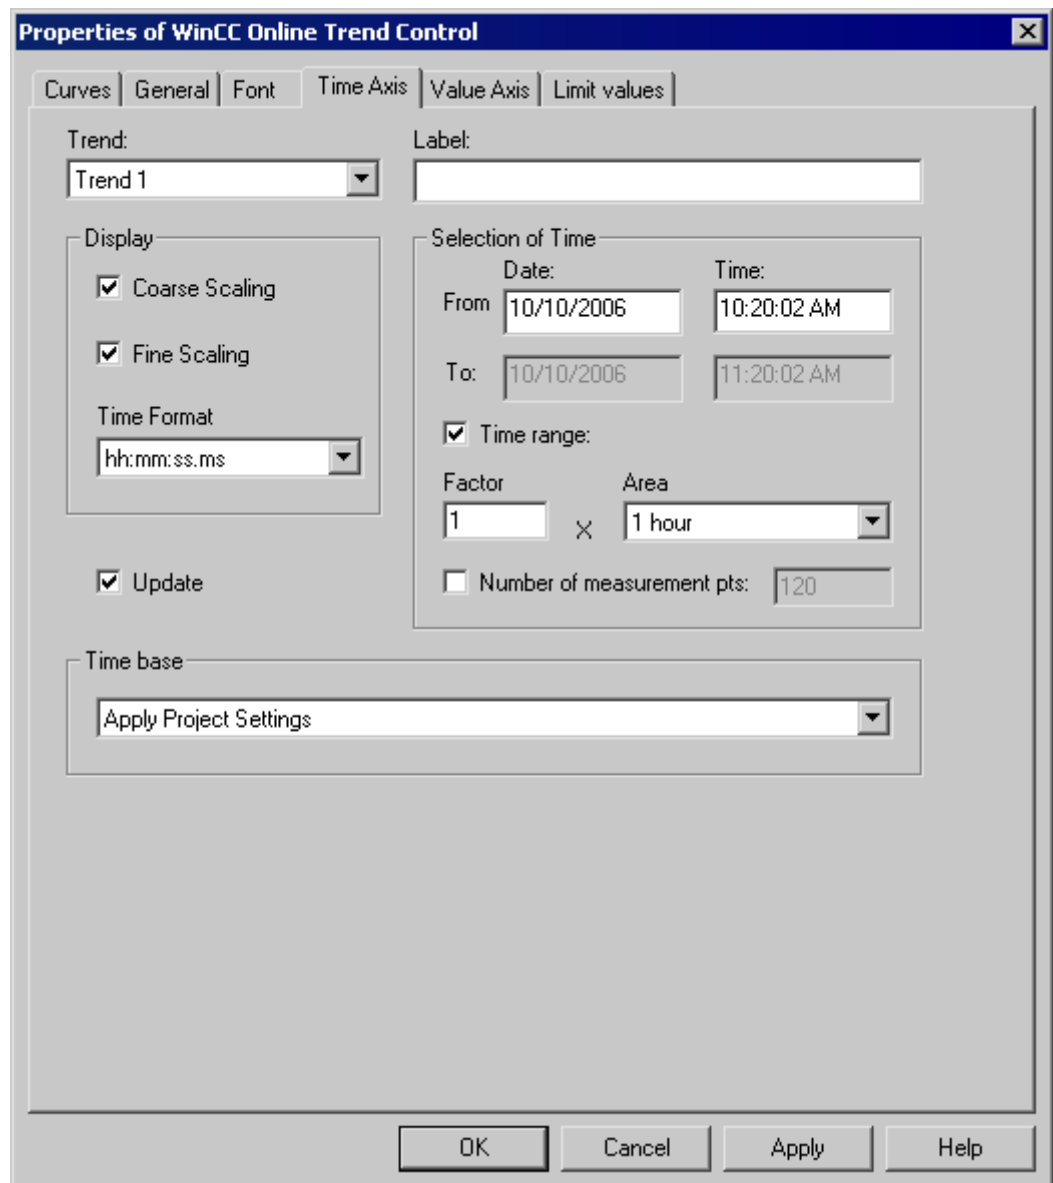 Properties of WinCC Online Trend Control
Curves General Font Time Axis Value Axis Limit values
Trend: Label:
Trend 1
Display Selection of Time
Date: Time:
Coarse Scaling
From 10/10/2006 10:20:02 AM
Fine Scaling
To: 10/10/2006 11:20:02 AM
Time Format
Time range:
hh:mm:ss.ms
Factor Area
1 X 1 hour
Update
Number of measurement pts: 120
Time base
Apply Project Settings
OK Cancel Apply Help